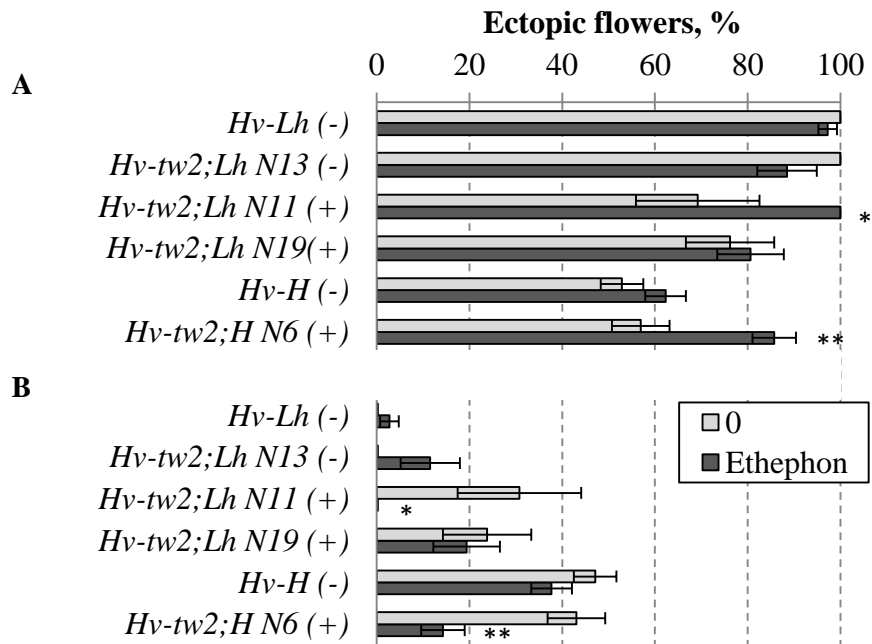 Ectopic flowers, %
0 20 40 60 80 100
A
Hv-Lh (-)
Hv-tw2;Lh N13 (-)
Hv-tw2;Lh N11 (+)
*
Hv-tw2;Lh N19(+)
Hv-H (-)
Hv-tw2;H N6 (+)
**
B
Hv-Lh (-)
0
Hv-tw2;Lh N13 (-)
Ethephon
Hv-tw2;Lh N11 (+)
*
Hv-tw2;Lh N19 (+)
Hv-H (-)
Hv-tw2;H N6 (+)
**